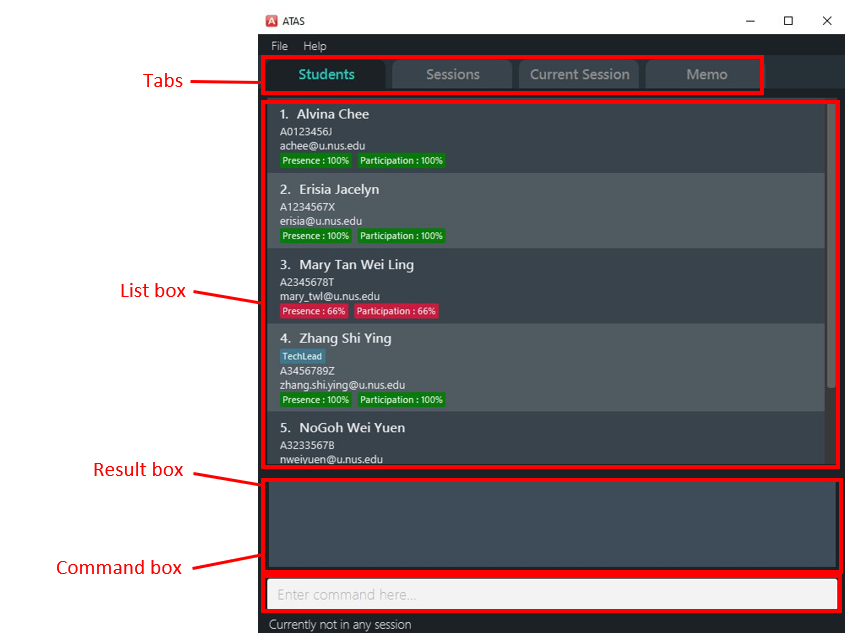 ATAS
File Help
Tabs
Students Sessions Current Session Memo
1. Alvina Chee
A0123456J
achee@u.nus.edu
Presence : 100% Participation : 100%
2. Erisia Jacelyn
A1234567X
erisia@u.nus.edu
Presence : 100% Participation : 100%
List box
3. Mary Tan Wei Ling
A2345678T
mary_twl@u.nus.edu
Presence : 66% Participation : 66%
4. Zhang Shi Ying
TechLead
A3456789Z
zhang.shi.ying@u.nus.edu
Presence : 100% Participation : 100%
5. NoGoh Wei Yuen
A3233567B
nweiyuen@u.nus.edu
Result box
Command box
Enter command here...
Currently not in any session